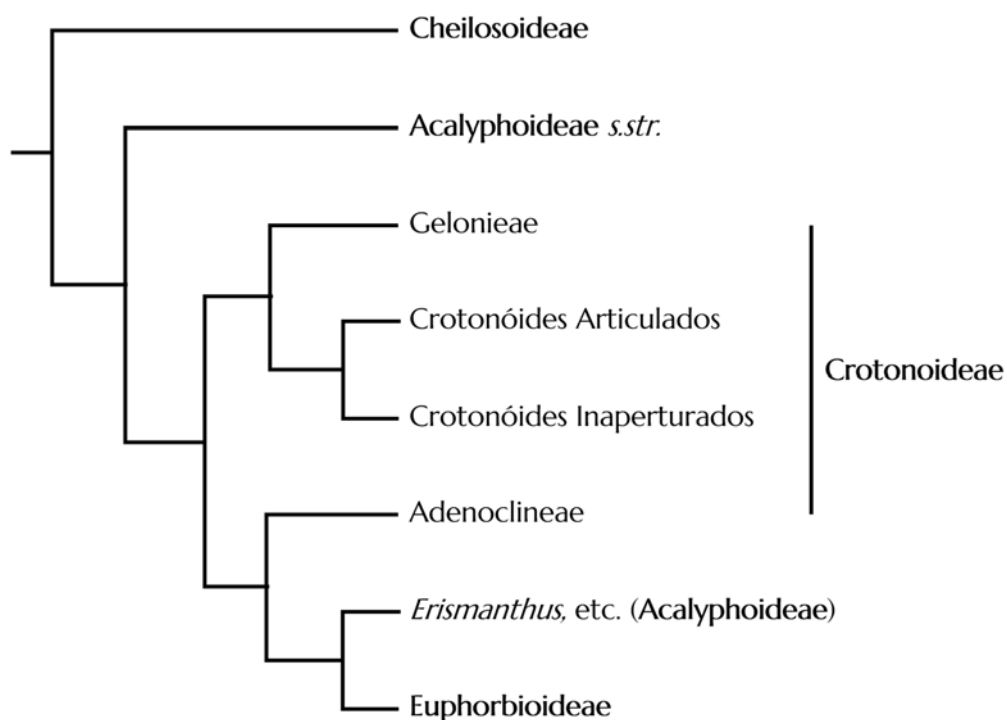 Cheilosoideae
Acalyphoideae s.str.
Gelonieae
Crotonóides Articulados
Crotonoideae
Crotonóides Inaperturados
Adenoclineae
Erismanthus, etc. (Acalyphoideae)
Euphorbioideae